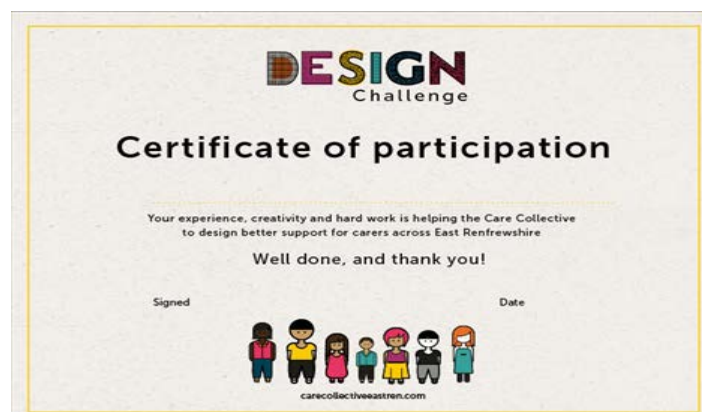 DESIGN
Challenge
Certificate of participation
Your experience, creativity and hard work is helping the Care Collective
to design better support for carers across East Renfrewshire
Well done, and thank you!
Signed Date
carecollectiveeastren.com